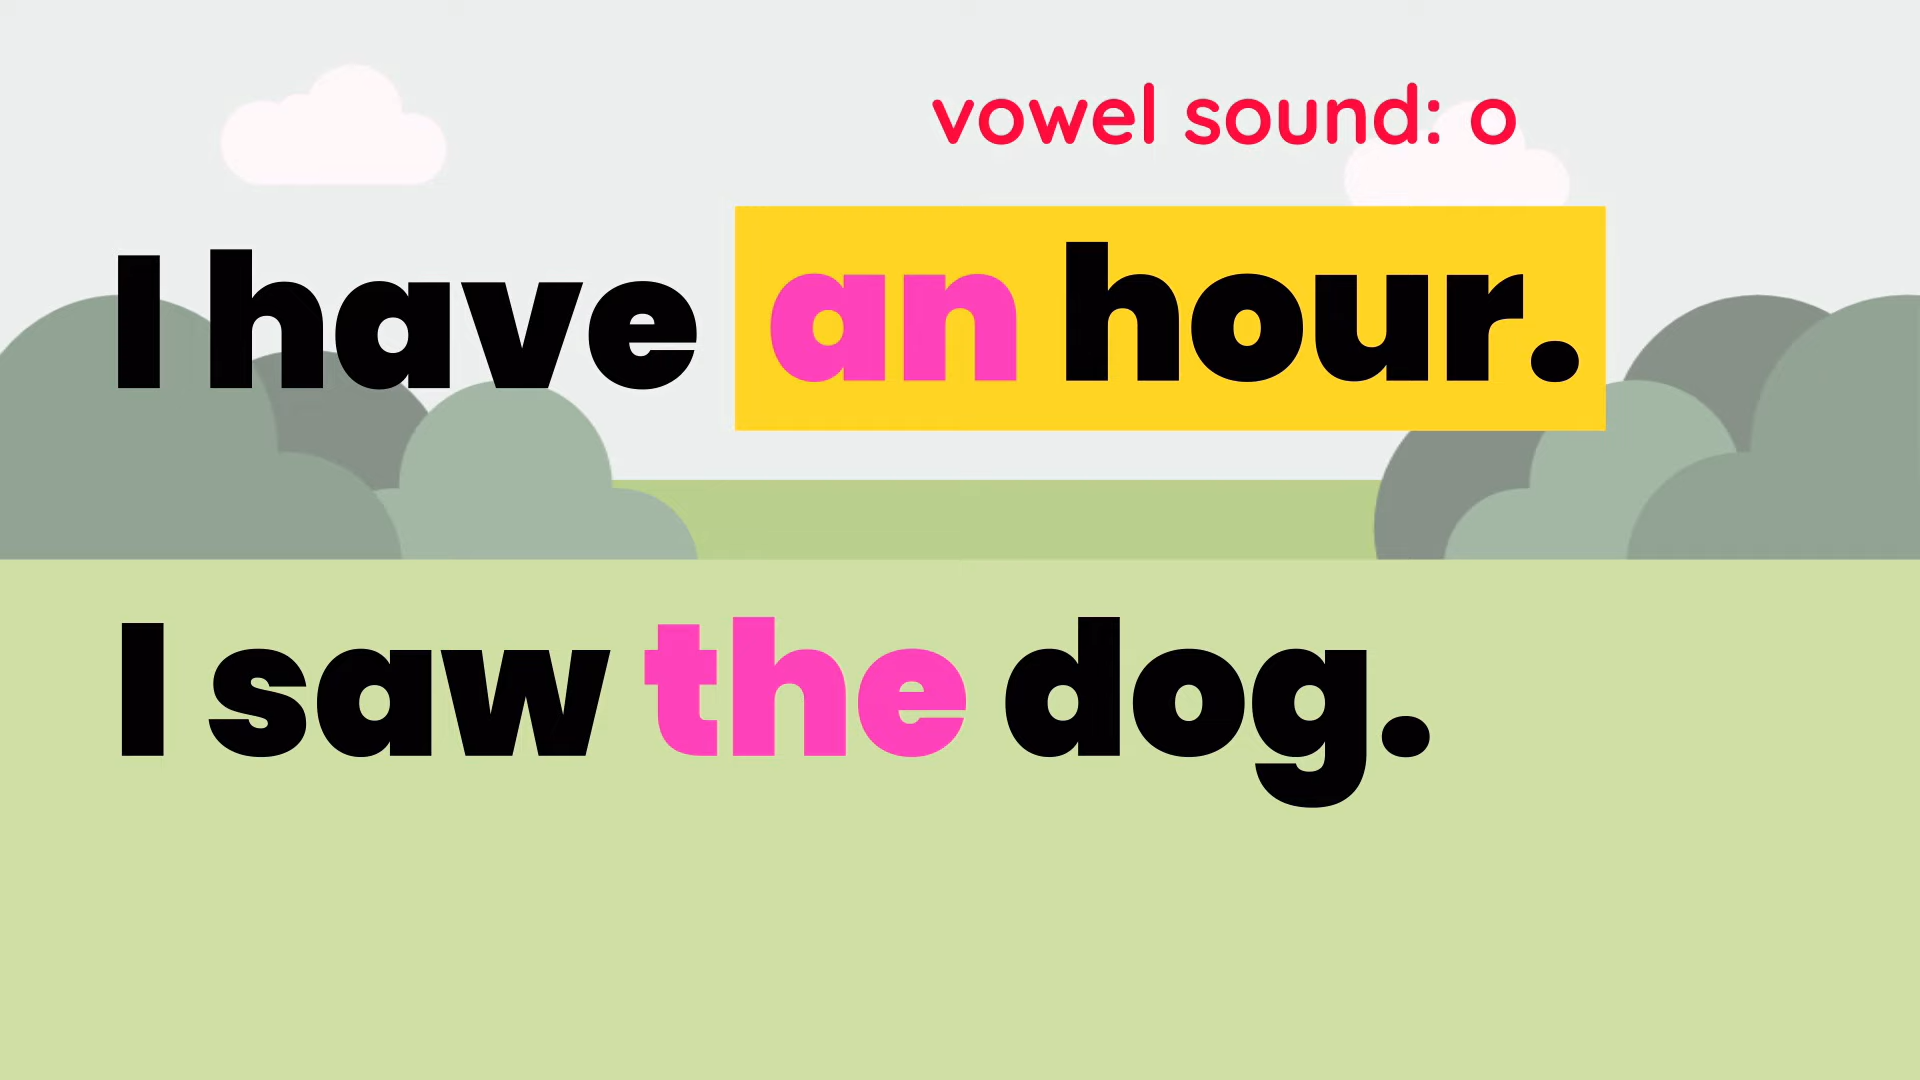 vowel sound: o
I have an hour.
I saw the dog.